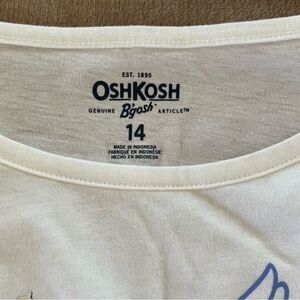 EST. 1895
OSHKOSH
GENUINE B'gosh ARTICLE™
14
MADE IN INDONESIA
FABRIQUÉ EN INDONÉSIE
HECHO EN INDONESIA